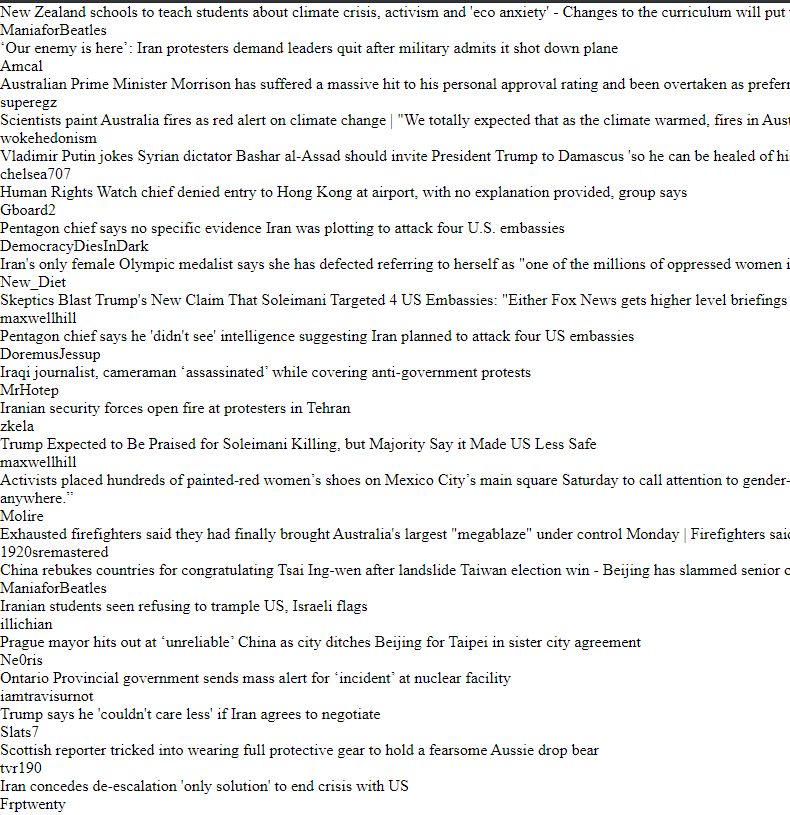 New Zealand schools to teach students about climate crisis, activism and 'eco anxiety' - Changes to the curriculum will put
ManiaforBeatles
‘Our enemy is here’: Iran protesters demand leaders quit after military admits it shot down plane
Amcal
Australian Prime Minister Morrison has suffered a massive hit to his personal approval rating and been overtaken as
superegz
Scientists paint Australia fires as red alert on climate change | "We totally expected that as the climate warmed, fires in
wokehedonism
Vladimir Putin jokes Syrian dictator Bashar al-Assad should invite President Trump to Damascus 'so he can be healed of
chelsea707
Human Rights Watch chief denied entry to Hong Kong at airport, with no explanation provided, group says
Gboard2
Pentagon chief says no specific evidence Iran was plotting to attack four U.S. embassies
DemocracyDiesInDark
Iran's only female Olympic medalist says she has defected referring to herself as "one of the millions of oppressed women
New_Diet
Skeptics Blast Trump's New Claim That Soleimani Targeted 4 US Embassies: "Either Fox News gets higher level briefings
maxwellhill
Pentagon chief says he 'didn't see' intelligence suggesting Iran planned to attack four US embassies
DoremusJessup
Iraqi journalist, cameraman ‘assassinated’ while covering anti-government protests
MrHotep
Iranian security forces open fire at protesters in Tehran
zkela
Trump Expected to Be Praised for Soleimani Killing, but Majority Say it Made US Less Safe
maxwellhill
Activists placed hundreds of painted-red women’s shoes on Mexico City’s main square Saturday to call attention to gender-
anywhere.”
Molire
Exhausted firefighters said they had finally brought Australia's largest "megablaze" under control Monday | Firefighters
1920sremastered
China rebukes countries for congratulating Tsai Ing-wen after landslide Taiwan election win - Beijing has slammed senior
ManiaforBeatles
Iranian students seen refusing to trample US, Israeli flags
illichian
Prague mayor hits out at ‘unreliable’ China as city ditches Beijing for Taipei in sister city agreement
Ne0ris
Ontario Provincial government sends mass alert for ‘incident’ at nuclear facility
iamtravisurnot
Trump says he 'couldn't care less' if Iran agrees to negotiate
Slats7
Scottish reporter tricked into wearing full protective gear to hold a fearsome Aussie drop bear
tvr190
Iran concedes de-escalation 'only solution' to end crisis with US
Frptwenty